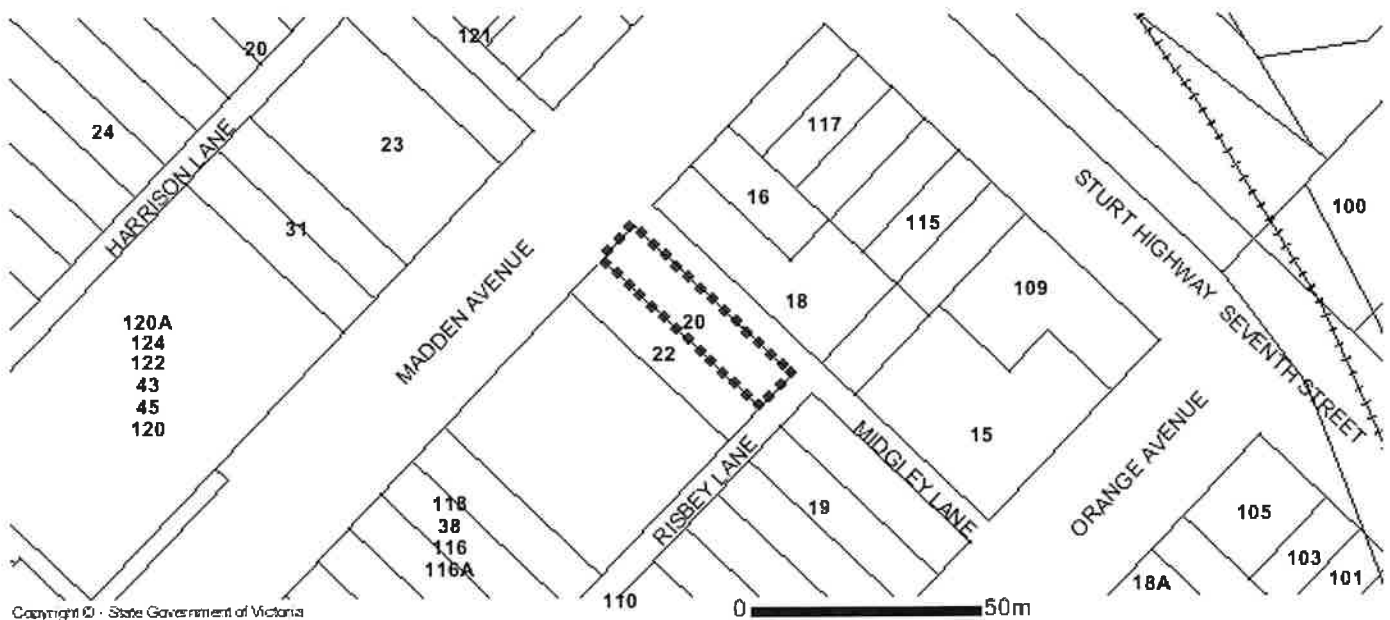 20
121
24
23
117
HARRISON LANE
16
STURT HIGHWAY SEVENTH STREET
100
31
115
MADDEN AVENUE
109
18
120A
124
122
43
45
120
20
22
15
MIDGLEY LANE
ORANGE AVENUE
RISBEY LANE
19
118
38
116
116A
105
103
101
18A
110
Copyright © - State Government of Victoria
0 50m